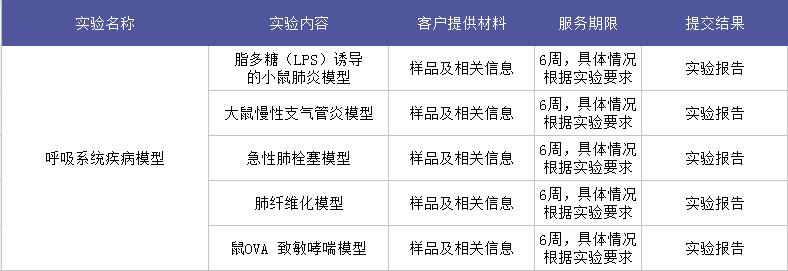 实验名称 实验内容 客户提供材料 服务期限 提交结果
呼吸系统疾病模型
脂多糖（LPS）诱导
的小鼠肺炎模型
样品及相关信息
6周，具体情况
根据实验要求
实验报告
大鼠慢性支气管炎模型
样品及相关信息
6周，具体情况
根据实验要求
实验报告
急性肺栓塞模型
样品及相关信息
6周，具体情况
根据实验要求
实验报告
肺纤维化模型
样品及相关信息
6周，具体情况
根据实验要求
实验报告
鼠OVA 致敏哮喘模型
样品及相关信息
6周，具体情况
根据实验要求
实验报告